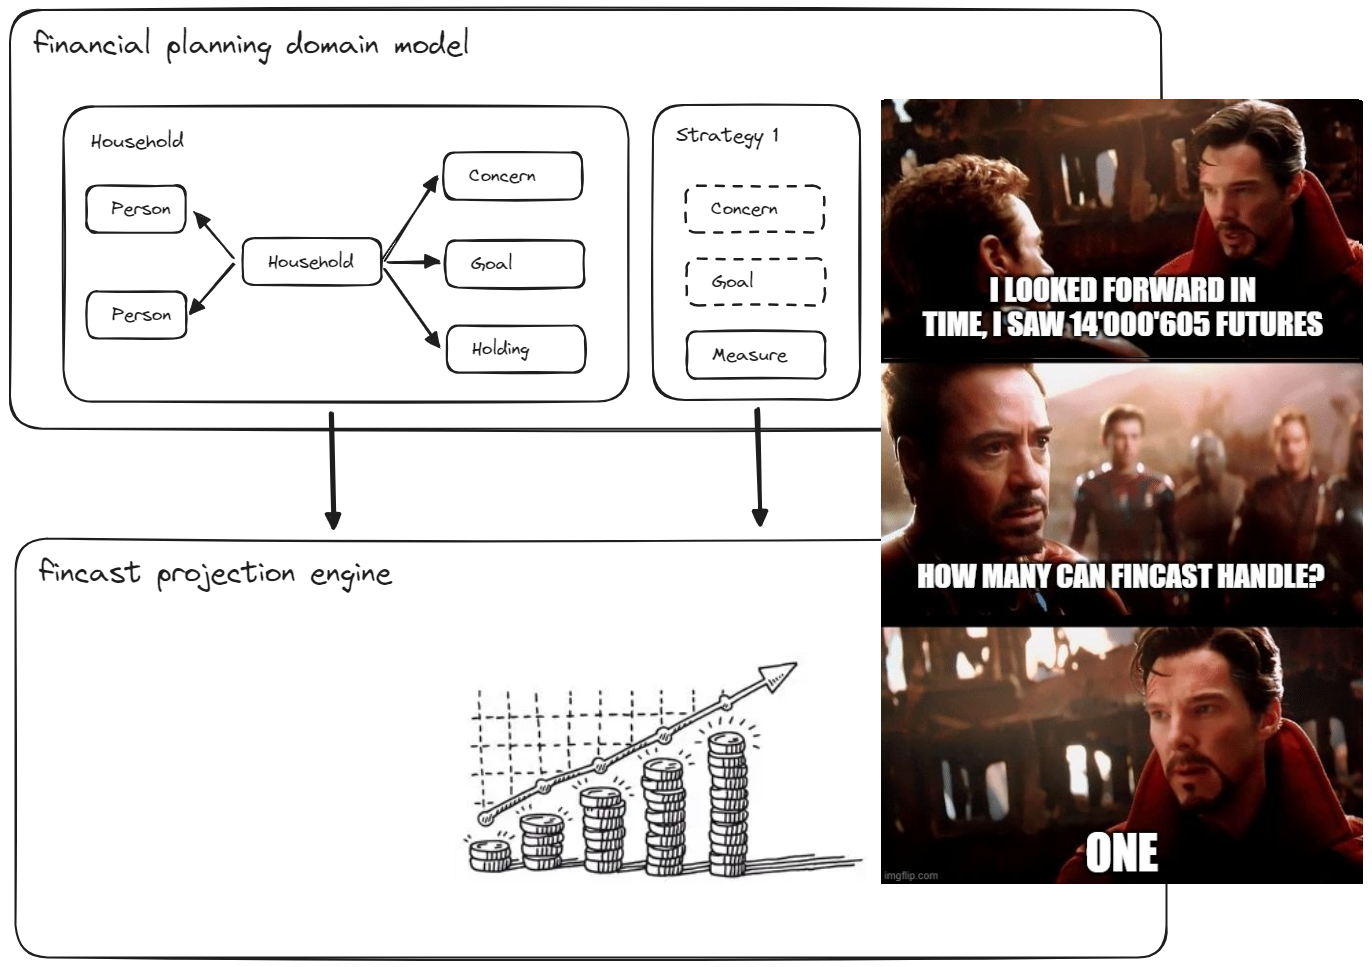 financial planning domain model
Household
Person
Person
Household
Concern
Goal
Holding
Strategy 1
Concern
Goal
Measure
fincast projection engine
I LOOKED FORWARD IN
TIME, I SAW 14'000'605 FUTURES
HOW MANY CAN FINCAST HANDLE?
ONE
imgflip.com